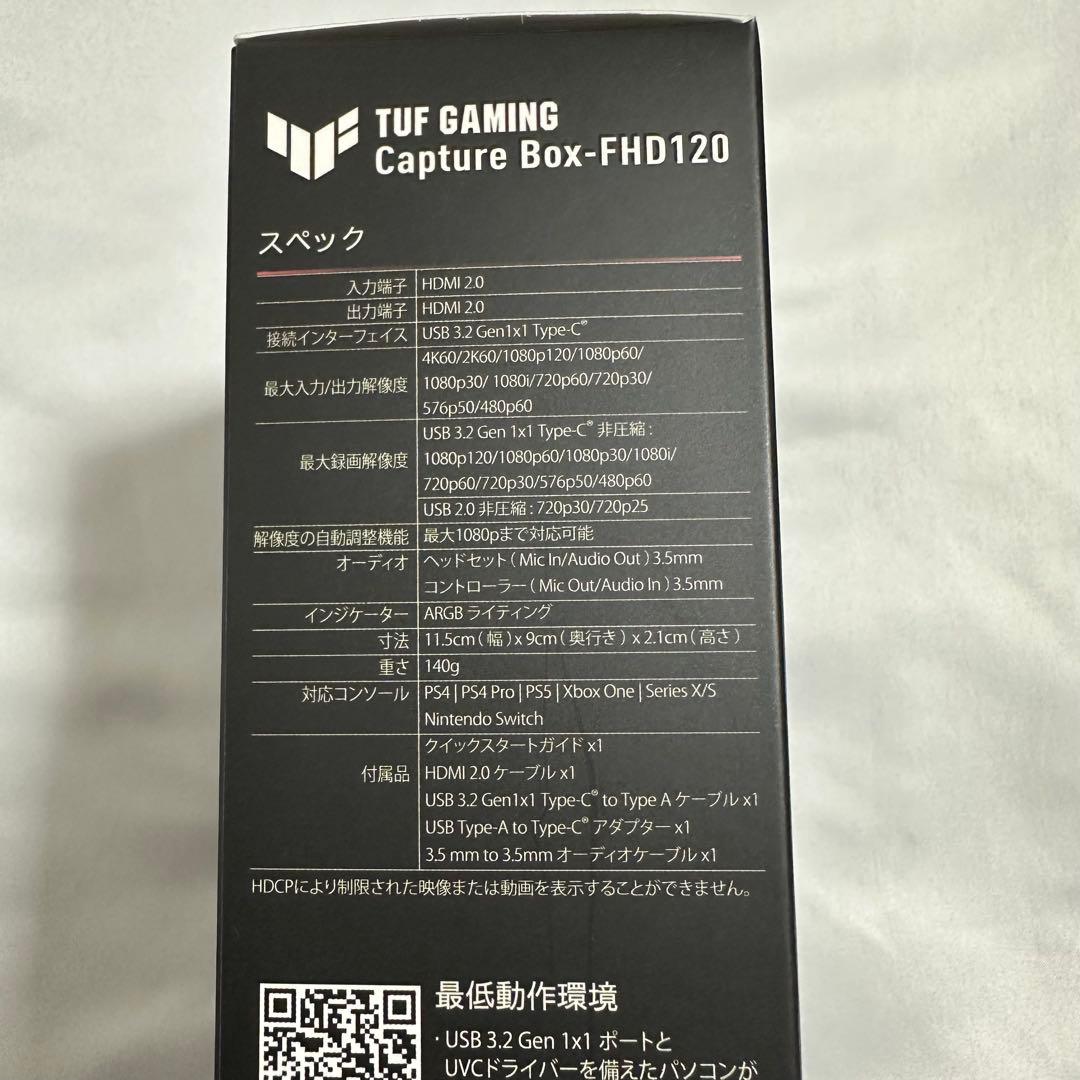 TUF GAMING
Capture Box-FHD120
スペック
入力端子 HDMI 2.0
出力端子 HDMI 2.0
接続インターフェイス USB 3.2 Gen1x1 Type-C®
最大入力/出力解像度 4K60/2K60/1080p120/1080p60/
1080p30/ 1080i/720p60/720p30/
576p50/480p60
最大録画解像度 USB 3.2 Gen 1x1 Type-C® 非圧縮 :
1080p120/1080p60/1080p30/1080i/
720p60/720p30/576p50/480p60
USB 2.0 非圧縮 : 720p30/720p25
解像度の自動調整機能 最大1080pまで対応可能
オーディオ ヘッドセット ( Mic In/Audio Out ) 3.5mm
コントローラー ( Mic Out/Audio In ) 3.5mm
インジケーター ARGB ライティング
寸法 11.5cm ( 幅 ) x 9cm ( 奥行き ) x 2.1cm ( 高さ )
重さ 140g
対応コンソール PS4 | PS4 Pro | PS5 | Xbox One | Series X/S
Nintendo Switch
付属品 クイックスタートガイド x1
HDMI 2.0 ケーブル x1
USB 3.2 Gen1x1 Type-C® to Type A ケーブル x1
USB Type-A to Type-C® アダプター x1
3.5 mm to 3.5mm オーディオケーブル x1
HDCPにより制限された映像または動画を表示することができません。
最低動作環境
· USB 3.2 Gen 1x1 ポートと
UVCドライバーを備えたパソコンが